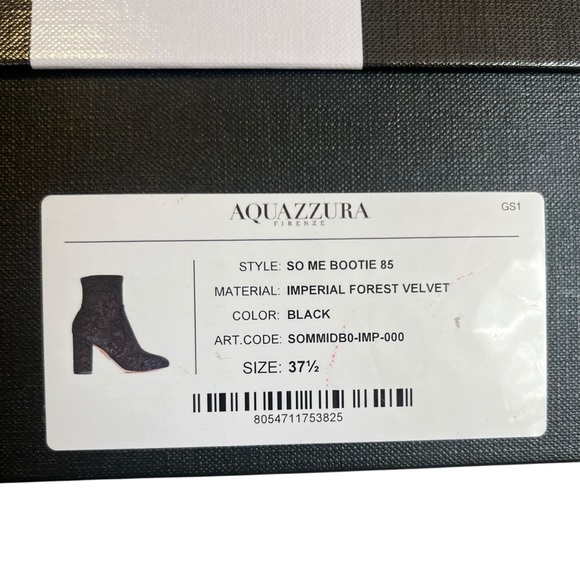 AQUAZZURA
FIRENZE
GS1
STYLE: SO ME BOOTIE 85
MATERIAL: IMPERIAL FOREST VELVET
COLOR: BLACK
ART.CODE: SOMMIDB0-IMP-000
SIZE: 37½
8054711753825